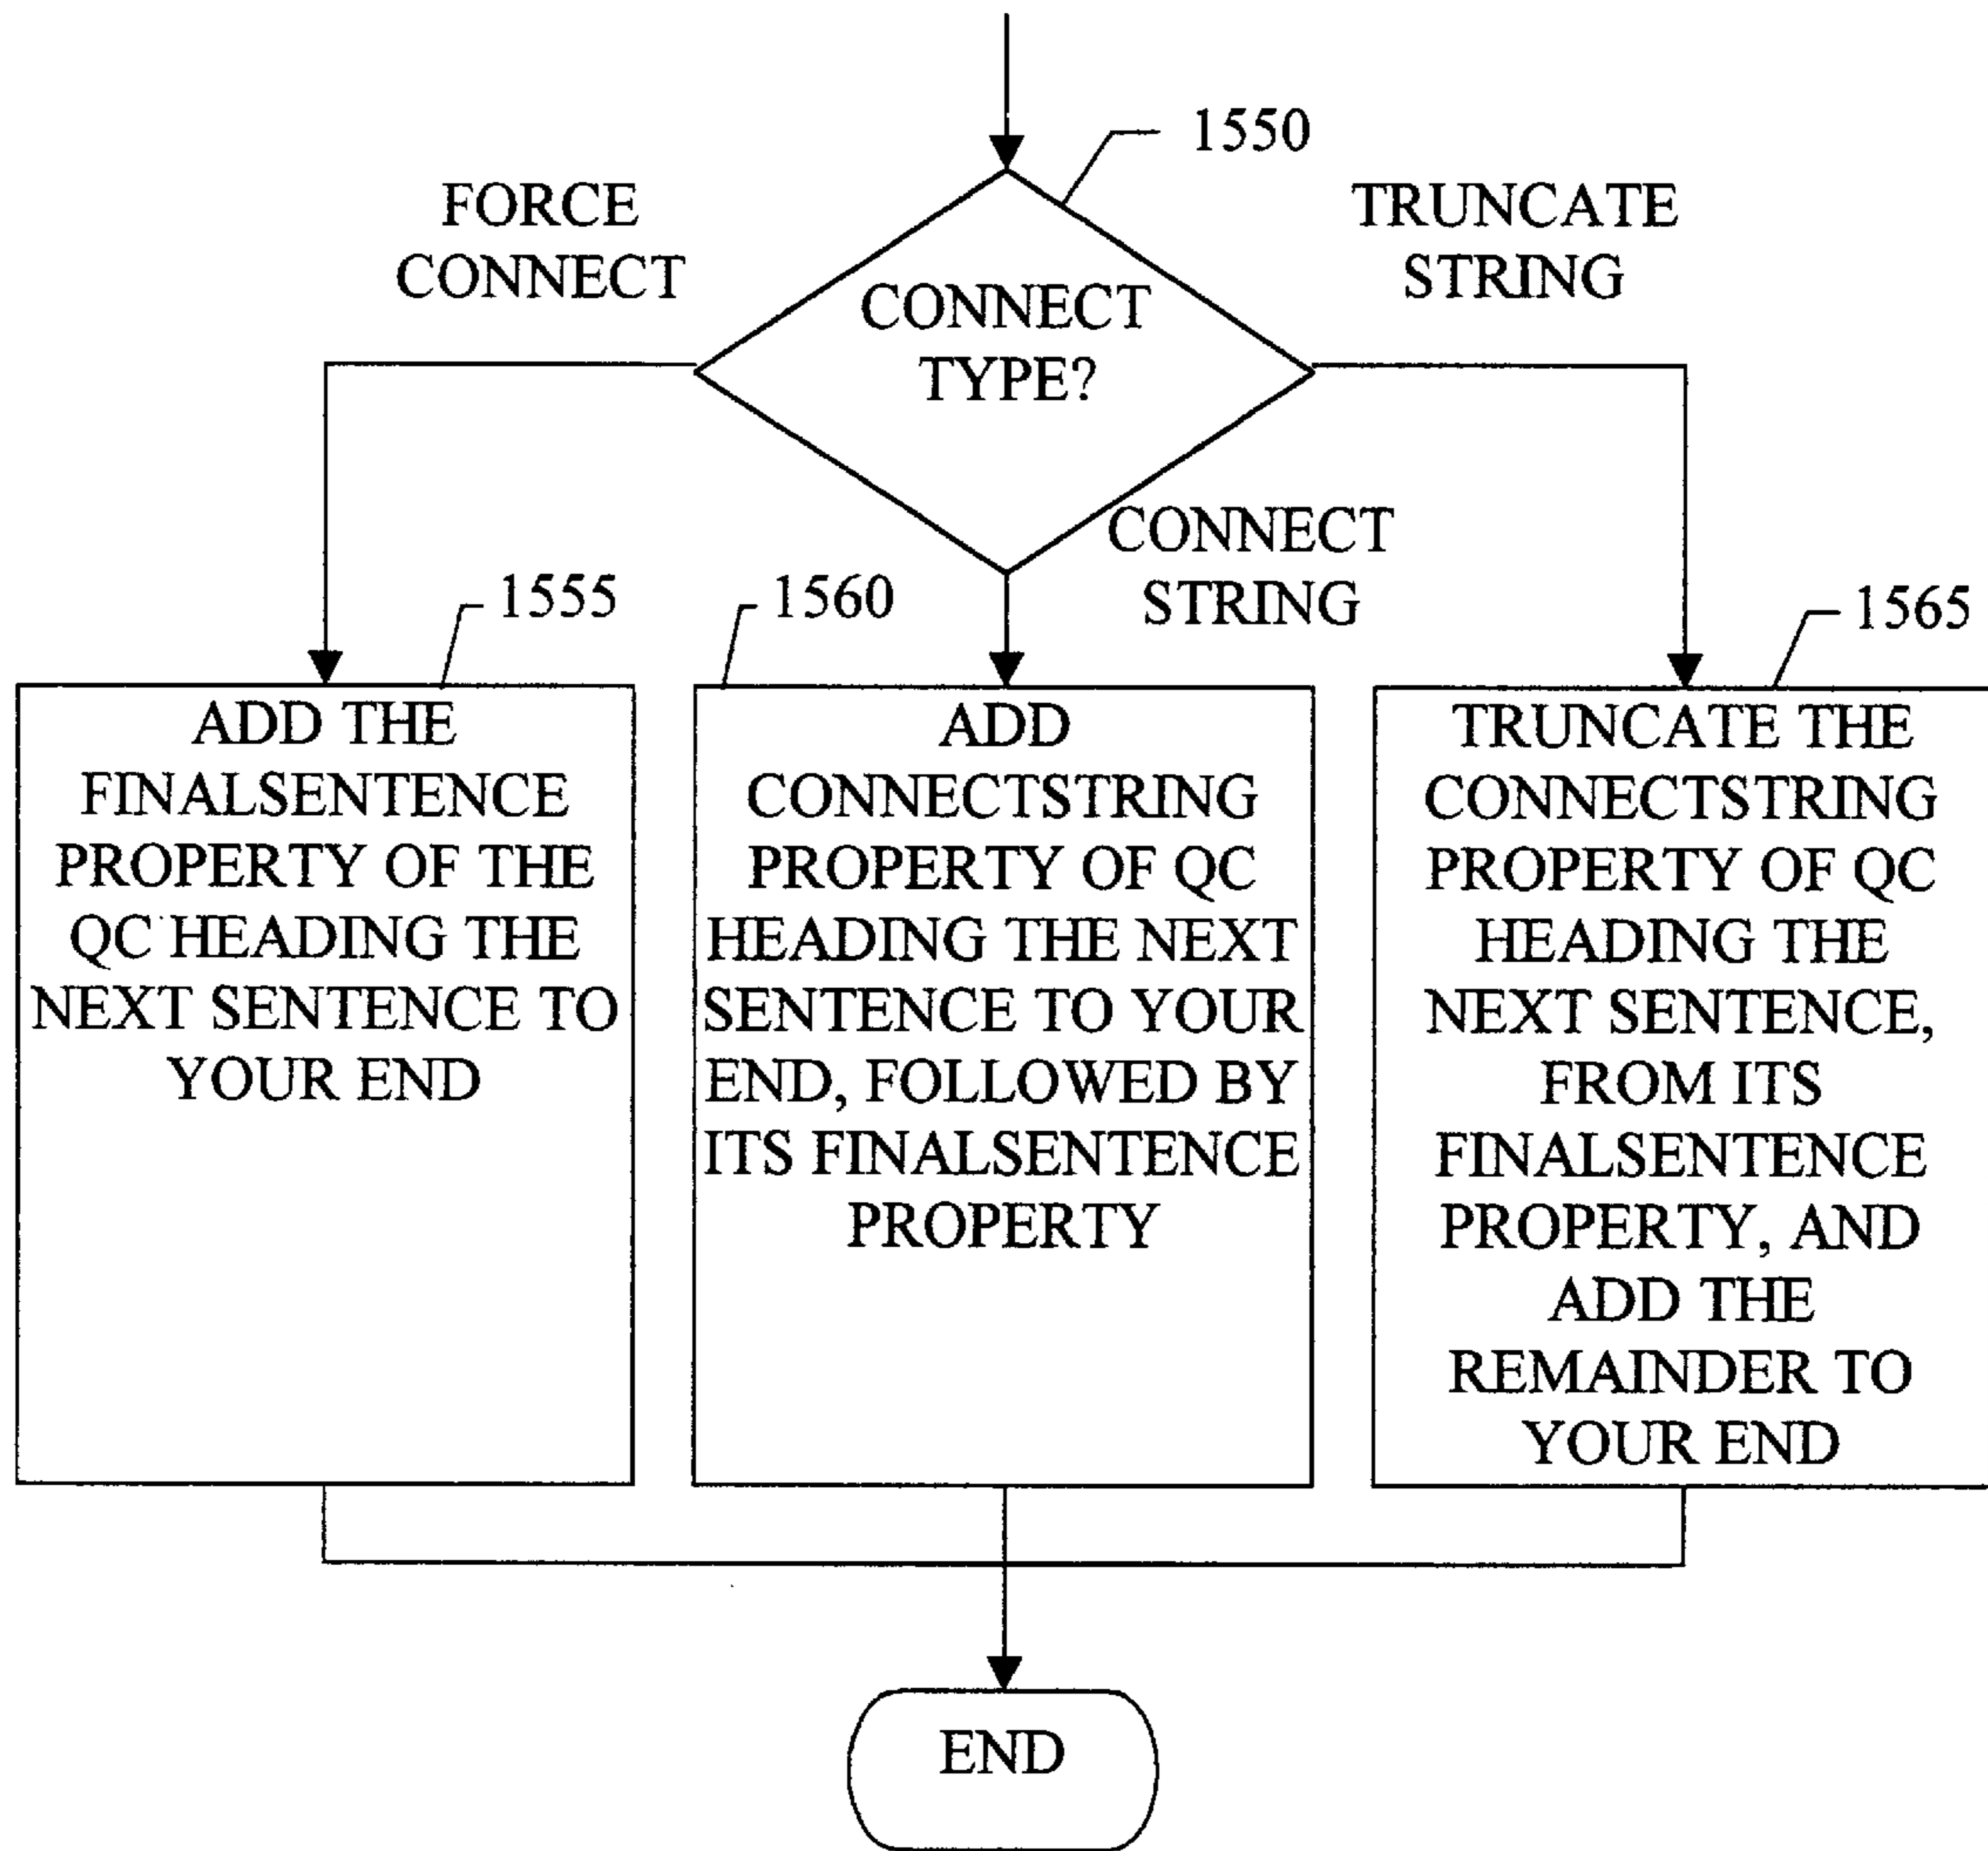 1550
FORCE
CONNECT
TRUNCATE
STRING
CONNECT
TYPE?
CONNECT
STRING
1555
1560
1565
ADD THE
FINALSENTENCE
PROPERTY OF THE
QC HEADING THE
NEXT SENTENCE TO
YOUR END
ADD
CONNECTSTRING
PROPERTY OF QC
HEADING THE NEXT
SENTENCE TO YOUR
END, FOLLOWED BY
ITS FINALSENTENCE
PROPERTY
TRUNCATE THE
CONNECTSTRING
PROPERTY OF QC
HEADING THE
NEXT SENTENCE,
FROM ITS
FINALSENTENCE
PROPERTY, AND
ADD THE
REMAINDER TO
YOUR END
END